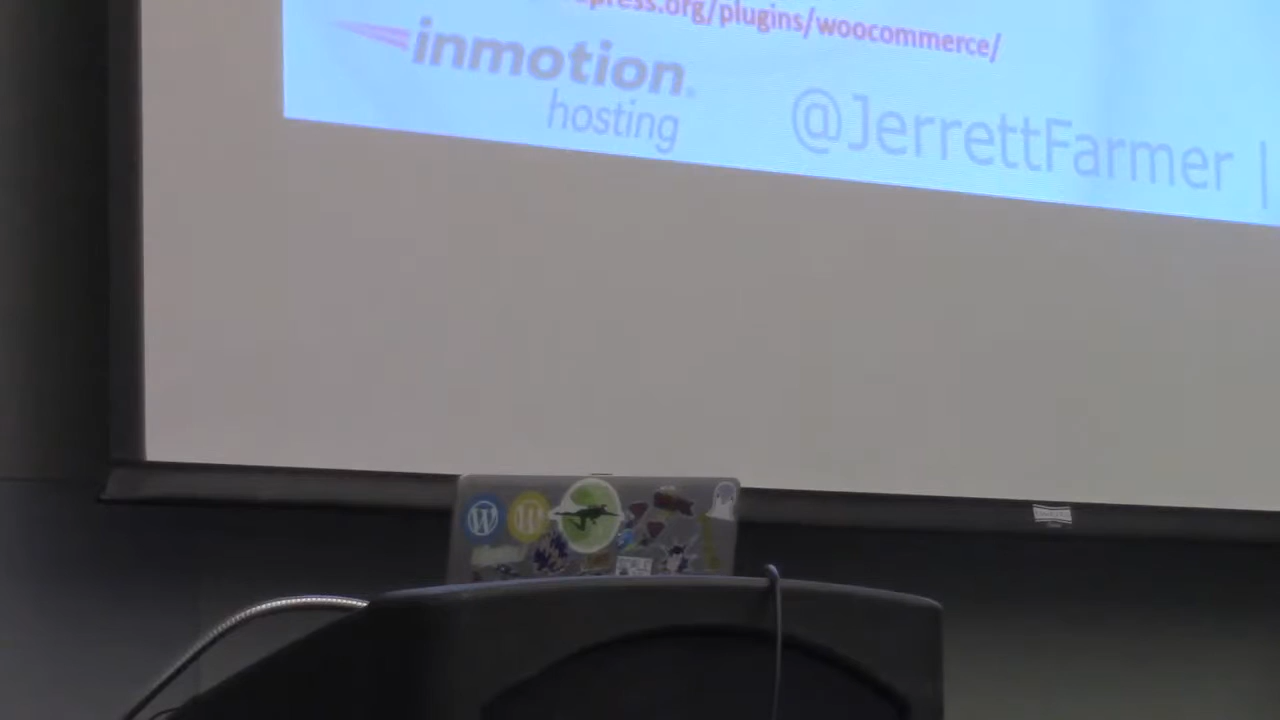 press.org/plugins/woocommerce/
inmotion
hosting
@JerrettFarmer |
W
W